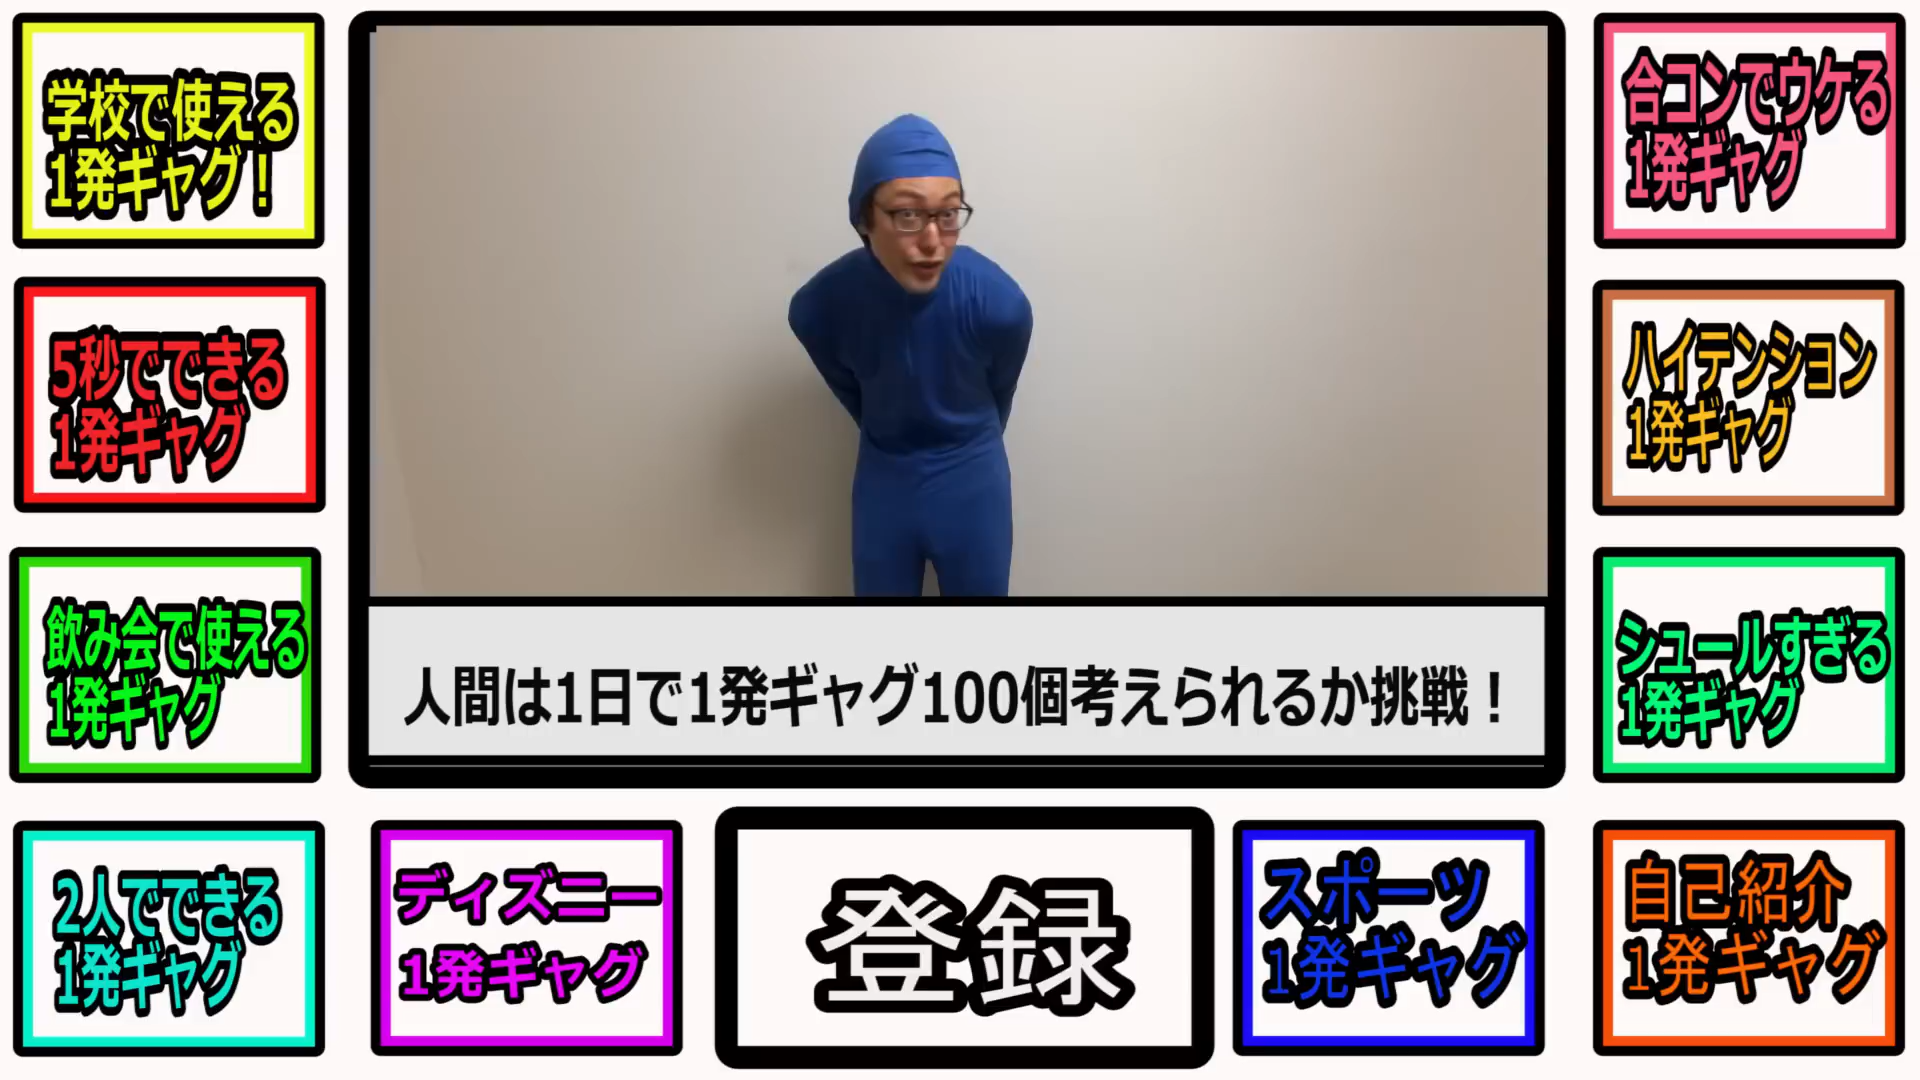 学校で使える
1発ギャグ！
5秒でできる
1発ギャグ
飲み会で使える
1発ギャグ
2人でできる
1発ギャグ
人間は1日で1発ギャグ100個考えられるか挑戦！
ディズニー
1発ギャグ
登録
スポーツ
1発ギャグ
合コンでウケる
1発ギャグ
ハイテンション
1発ギャグ
シュールすぎる
1発ギャグ
自己紹介
1発ギャグ